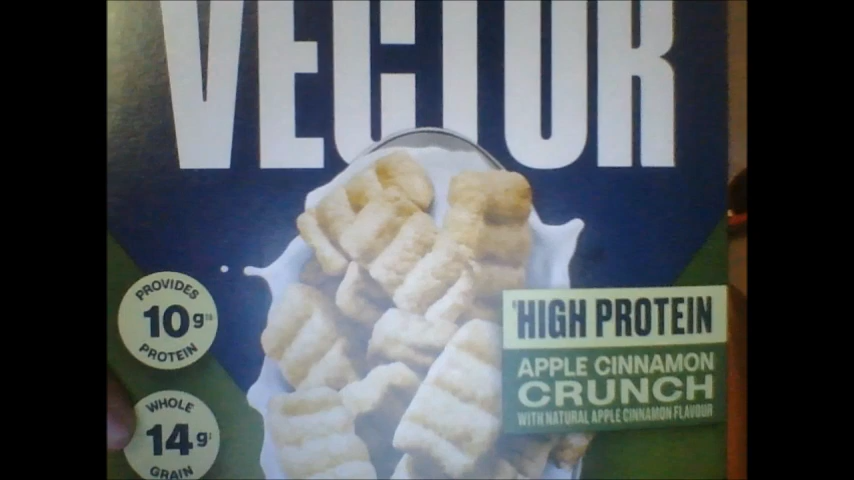 VECTOR
PROVIDES
10g
PROTEIN
HIGH PROTEIN
APPLE CINNAMON
CRUNCH
WITH NATURAL APPLE CINNAMON FLAVOUR
WHOLE
14g
GRAIN